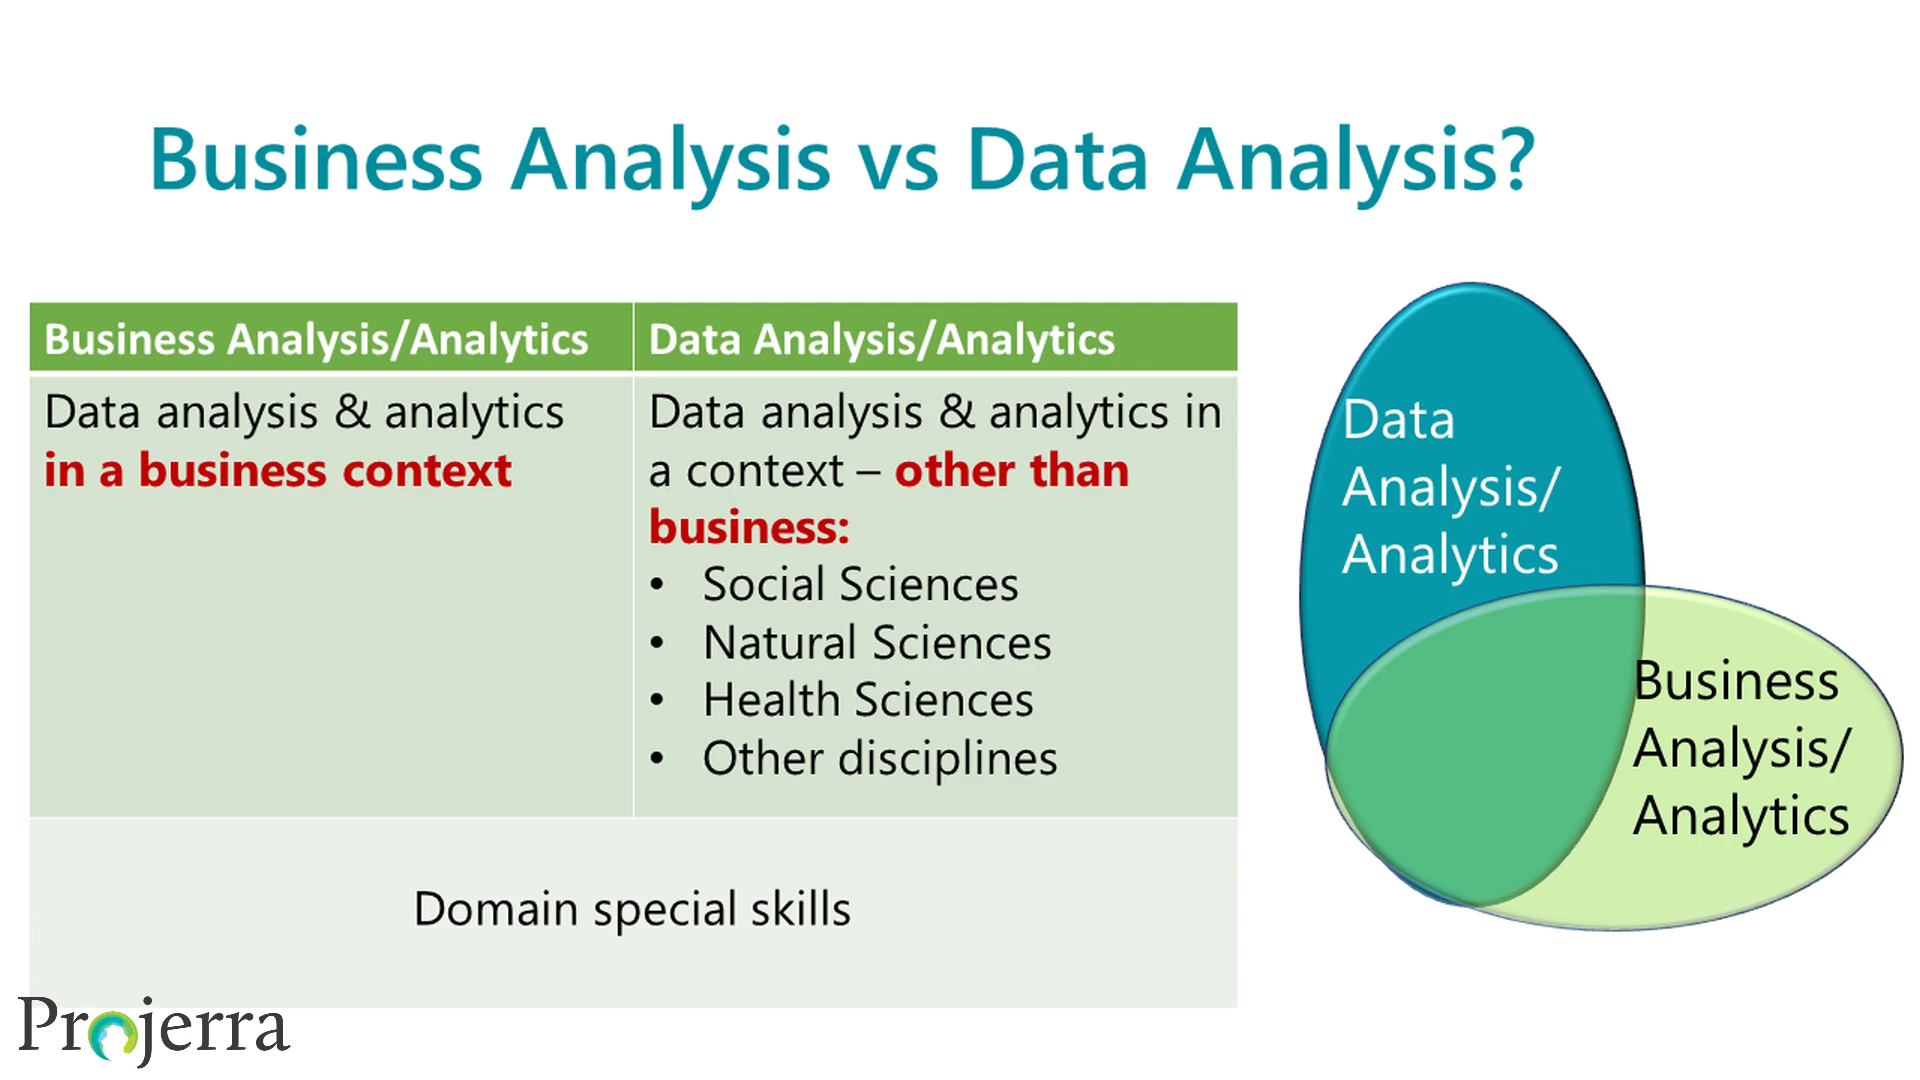 Business Analysis vs Data Analysis?
Business Analysis/Analytics
Data Analysis/Analytics
Data analysis & analytics
in a business context
Data analysis & analytics in
a context – other than
business:
• Social Sciences
• Natural Sciences
• Health Sciences
• Other disciplines
Domain special skills
Data
Analysis/
Analytics
Business
Analysis/
Analytics
Projerra